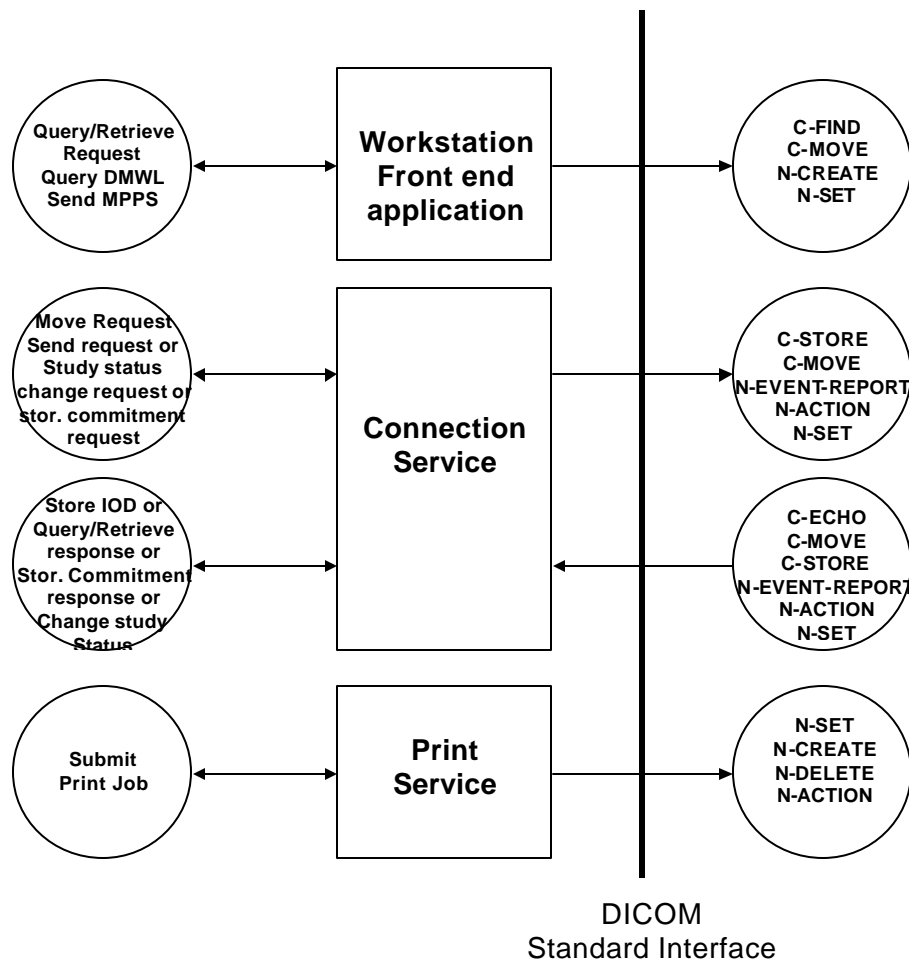 Query/Retrieve
Request
Query DMWL
Send MPPS
Workstation
Front end
application
C-FIND
C-MOVE
N-CREATE
N-SET
Move Request
Send request or
Study status
change request or
stor. commitment
request
Connection
Service
C-STORE
C-MOVE
N-EVENT-REPORT
N-ACTION
N-SET
Store IOD or
Query/Retrieve
response or
Stor. Commitment
response or
Change study
Status
C-ECHO
C-MOVE
C-STORE
N-EVENT-REPORT
N-ACTION
N-SET
Submit
Print Job
Print
Service
N-SET
N-CREATE
N-DELETE
N-ACTION
DICOM
Standard Interface